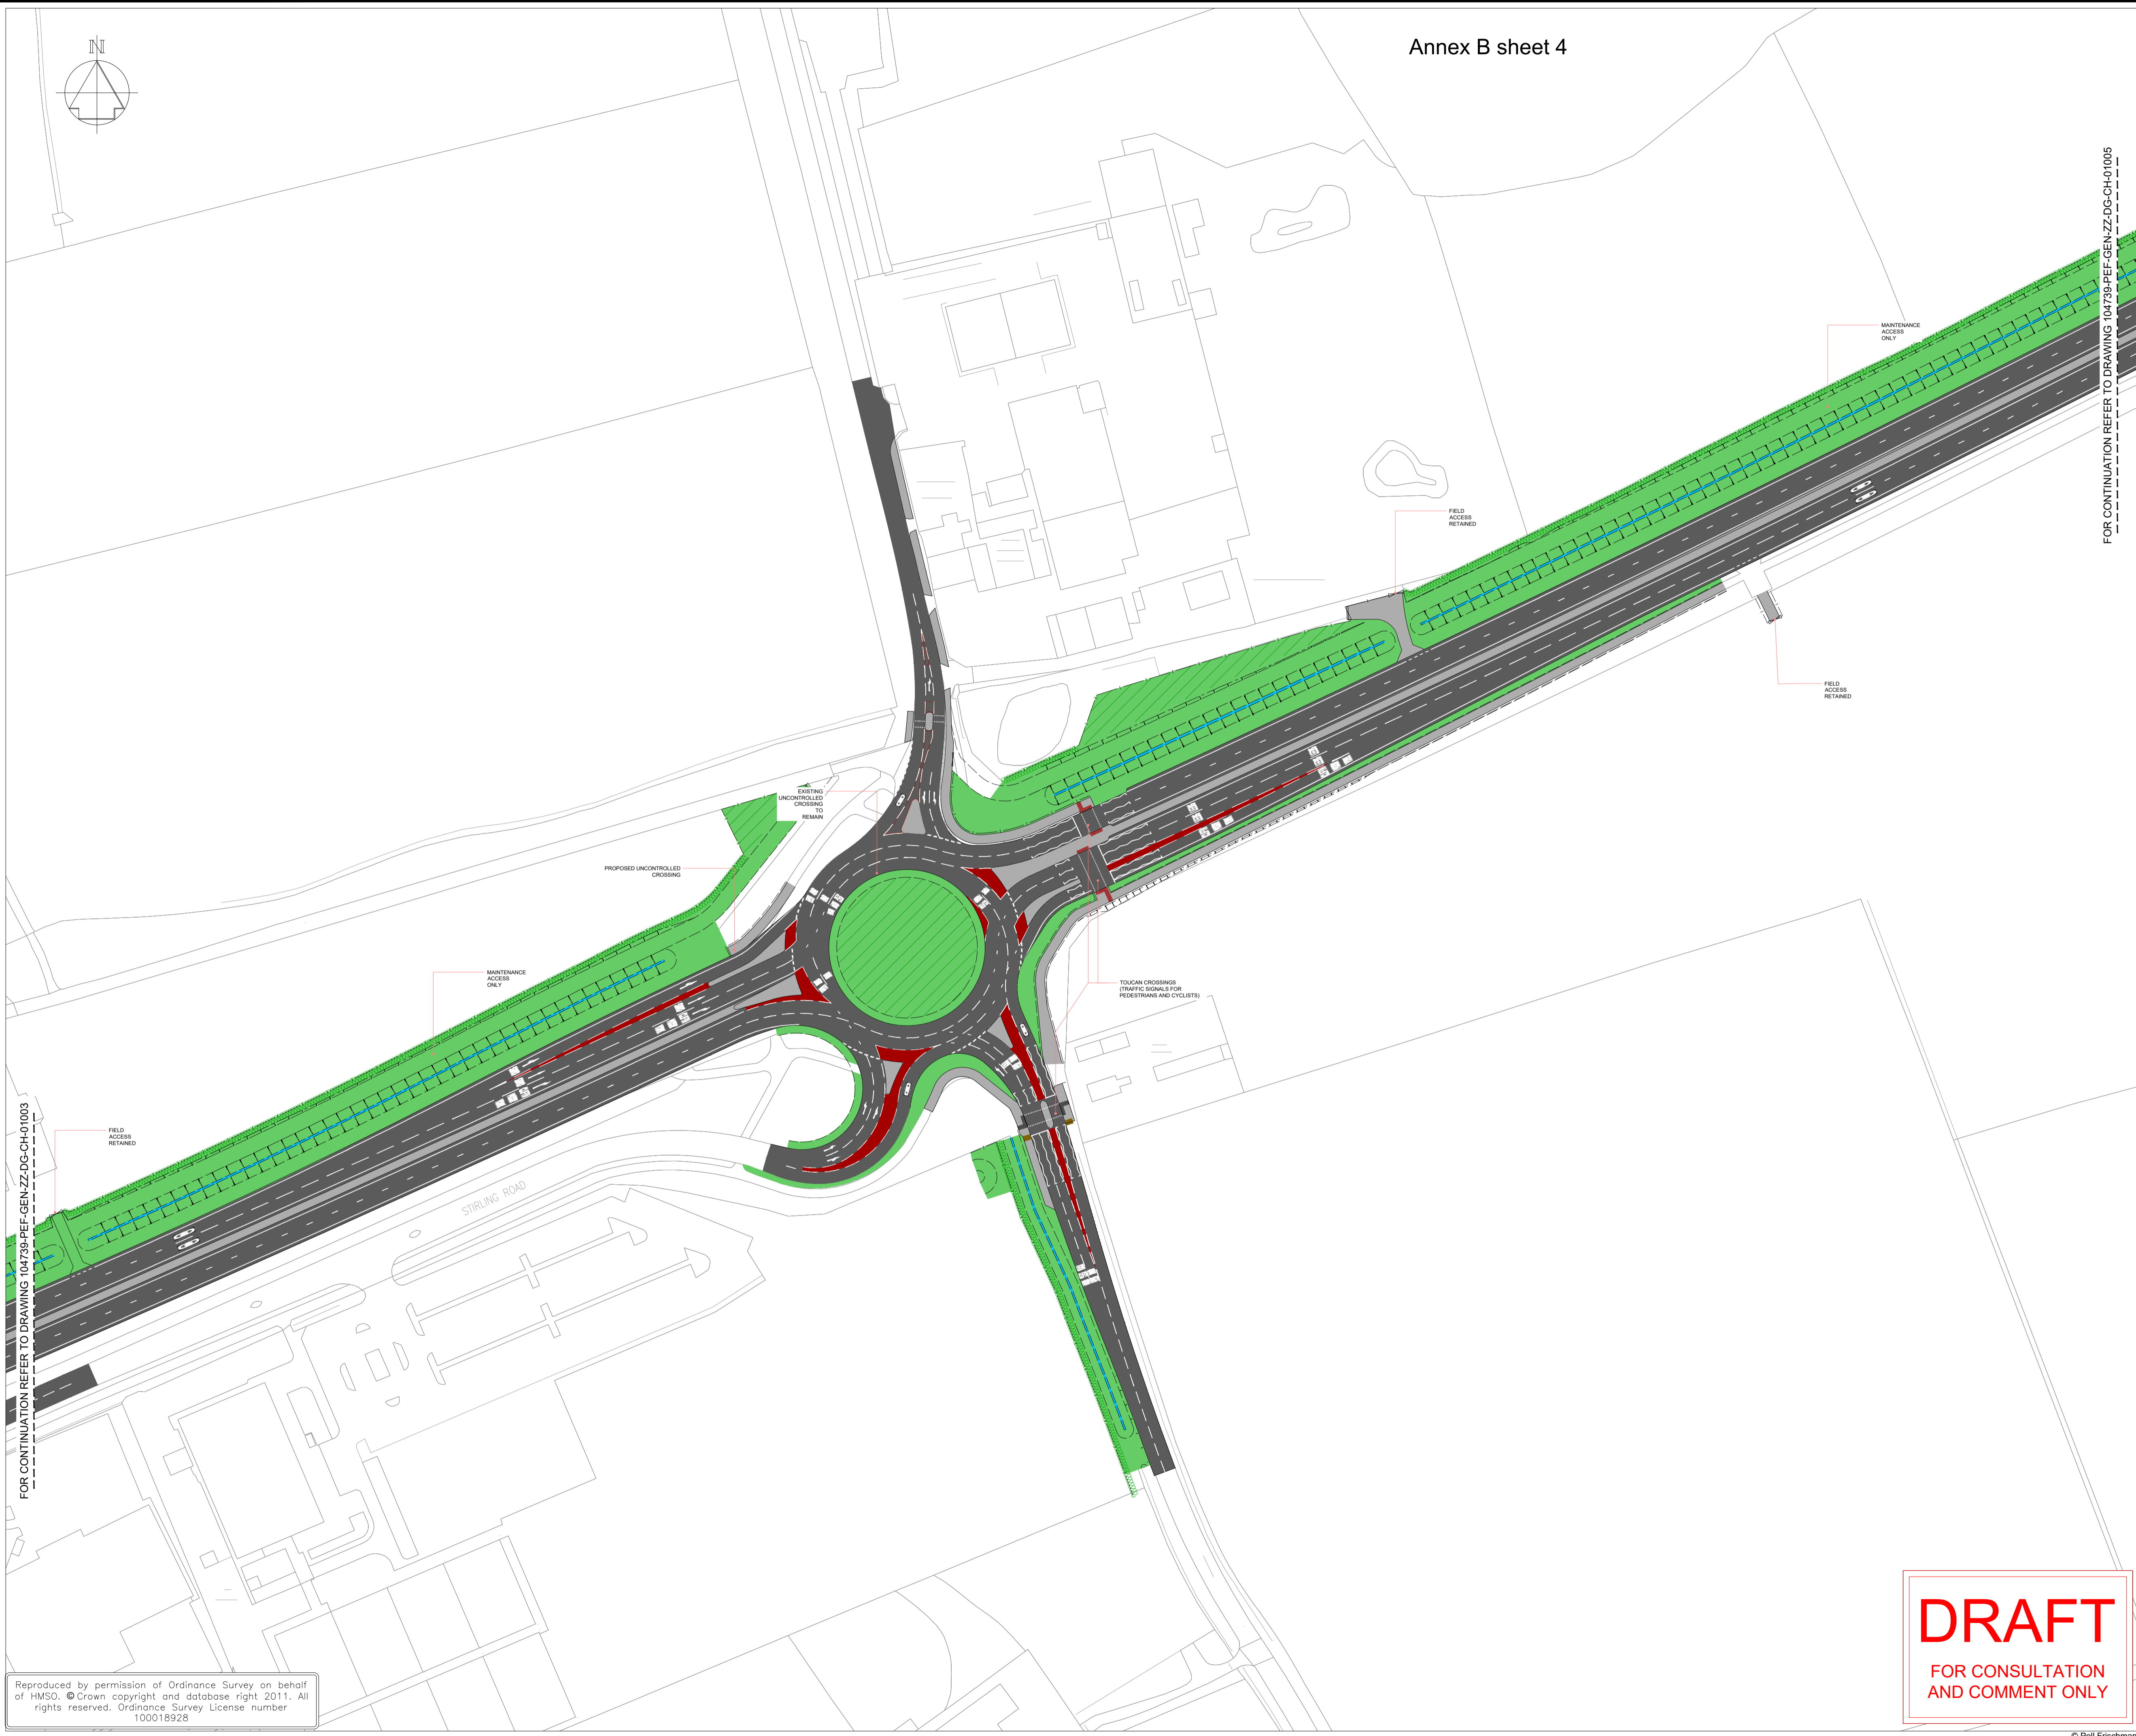 N
Annex B sheet 4
FOR CONTINUATION REFER TO DRAWING 104739-PEF-GEN-ZZ-DG-CH-01005
MAINTENANCE
ACCESS
ONLY
FIELD
ACCESS
RETAINED
FIELD
ACCESS
RETAINED
EXISTING
UNCONTROLLED
CROSSING
TO
REMAIN
PROPOSED UNCONTROLLED
CROSSING
MAINTENANCE
ACCESS
ONLY
TOUCAN CROSSINGS
(TRAFFIC SIGNALS FOR
PEDESTRIANS AND CYCLISTS)
FIELD
ACCESS
RETAINED
FOR CONTINUATION REFER TO DRAWING 104739-PEF-GEN-ZZ-DG-CH-01003
STIRLING ROAD
DRAFT
FOR CONSULTATION
AND COMMENT ONLY
Reproduced by permission of Ordinance Survey on behalf
of HMSO. © Crown copyright and database right 2011. All
rights reserved. Ordinance Survey License number
100018928